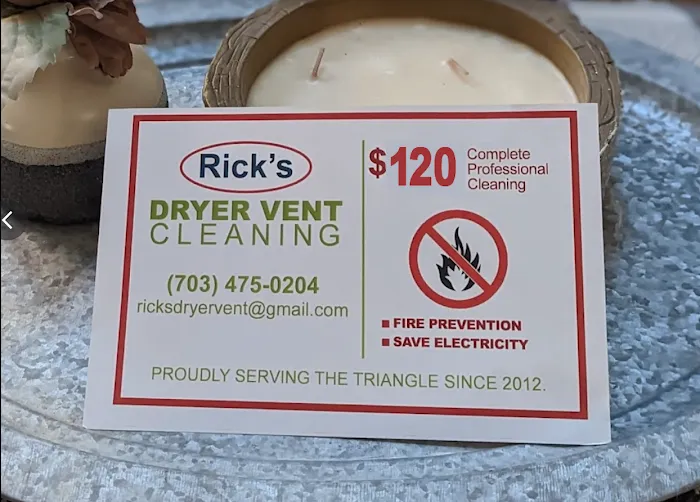 Rick's
DRYER VENT
CLEANING
(703) 475-0204
ricksdryervent@gmail.com
$120
Complete
Professional
Cleaning
FIRE PREVENTION
SAVE ELECTRICITY
PROUDLY SERVING THE TRIANGLE SINCE 2012.